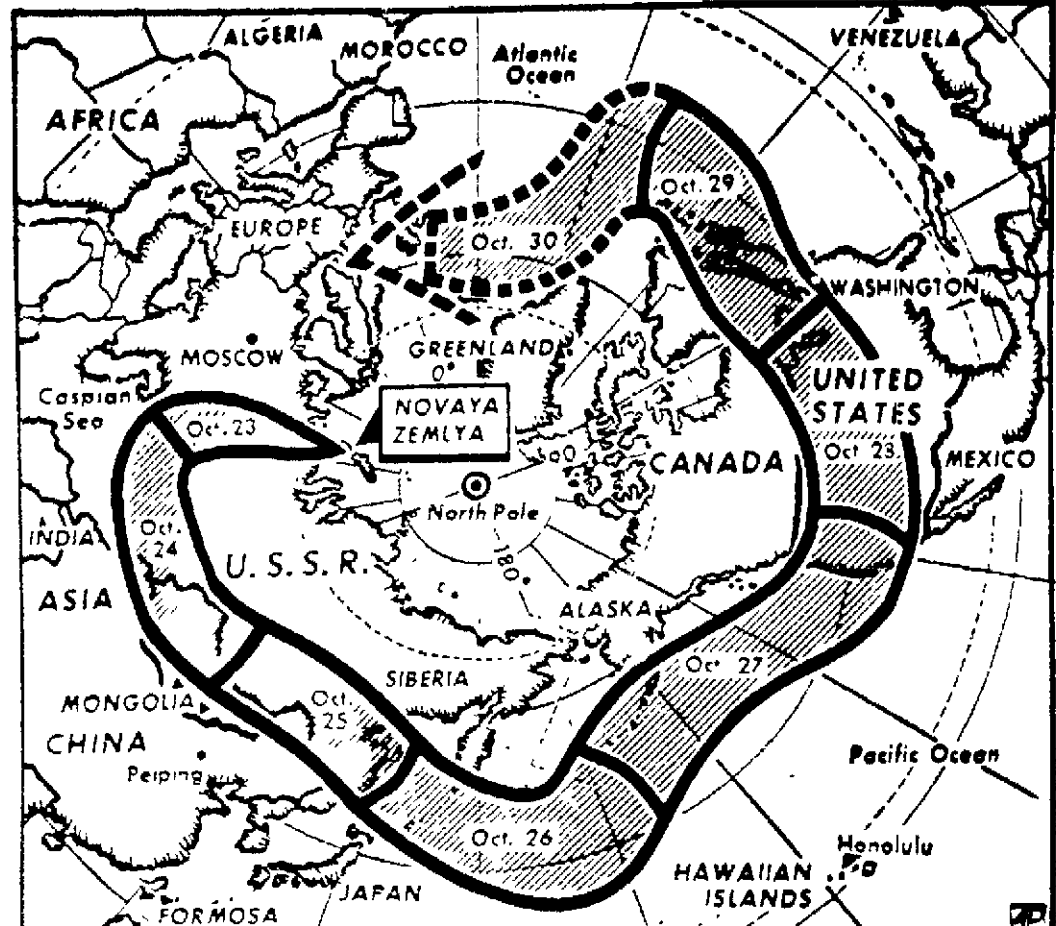 ALGERIA
MOROCCO
Atlantic
Ocean
VENEZUELA
AFRICA
Oct. 29
EUROPE
Oct. 30
WASHINGTON
MOSCOW
GREENLAND
0°
UNITED
STATES
Caspian
Sea
NOVAYA
ZEMLYA
Oct. 23
Oct 23
CANADA
MEXICO
North Pole
INDIA
Oct.
24
U.S.S.R.
180°
ASIA
ALASKA
Oct. 27
SIBERIA
MONGOLIA
Oct.
25
CHINA
Pacific Ocean
Peiping
Oct. 26
Honolulu
HAWAIIAN
ISLANDS
JAPAN
FORMOSA